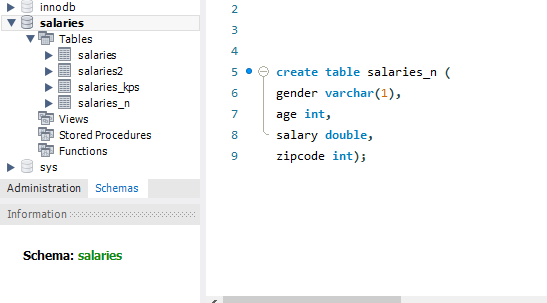 innodb
salaries
Tables
salaries
salaries2
salaries_kps
salaries_n
Views
Stored Procedures
Functions
sys
Administration Schemas
Information
Schema: salaries
2
3
4
5 create table salaries_n (
6 gender varchar(1),
7 age int,
8 salary double,
9 zipcode int);